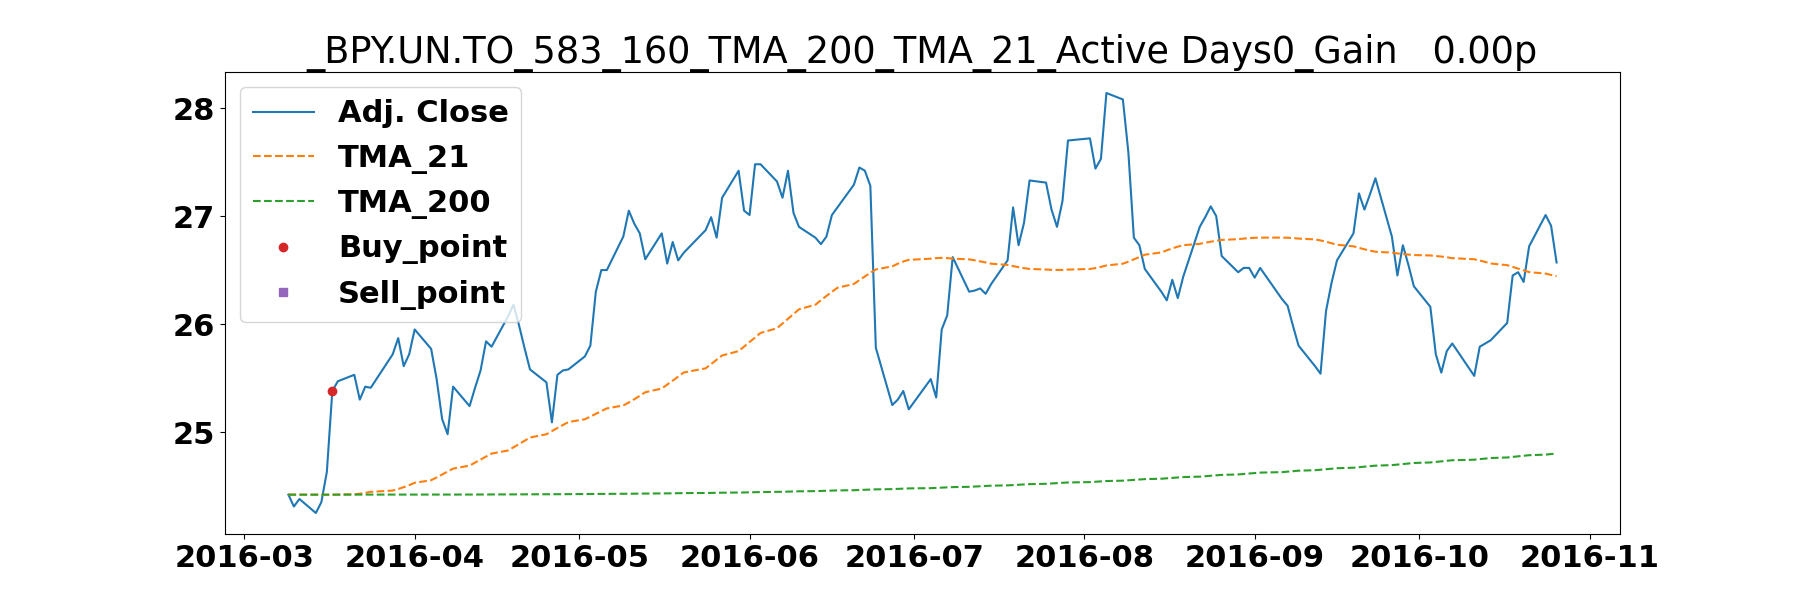 _BPY.UN.TO_583_160_TMA_200_TMA_21_Active Days0_Gain   0.00p
28
27
26
25
Adj. Close
TMA_21
TMA_200
Buy_point
Sell_point
2016-03 2016-04 2016-05 2016-06 2016-07 2016-08 2016-09 2016-10 2016-11